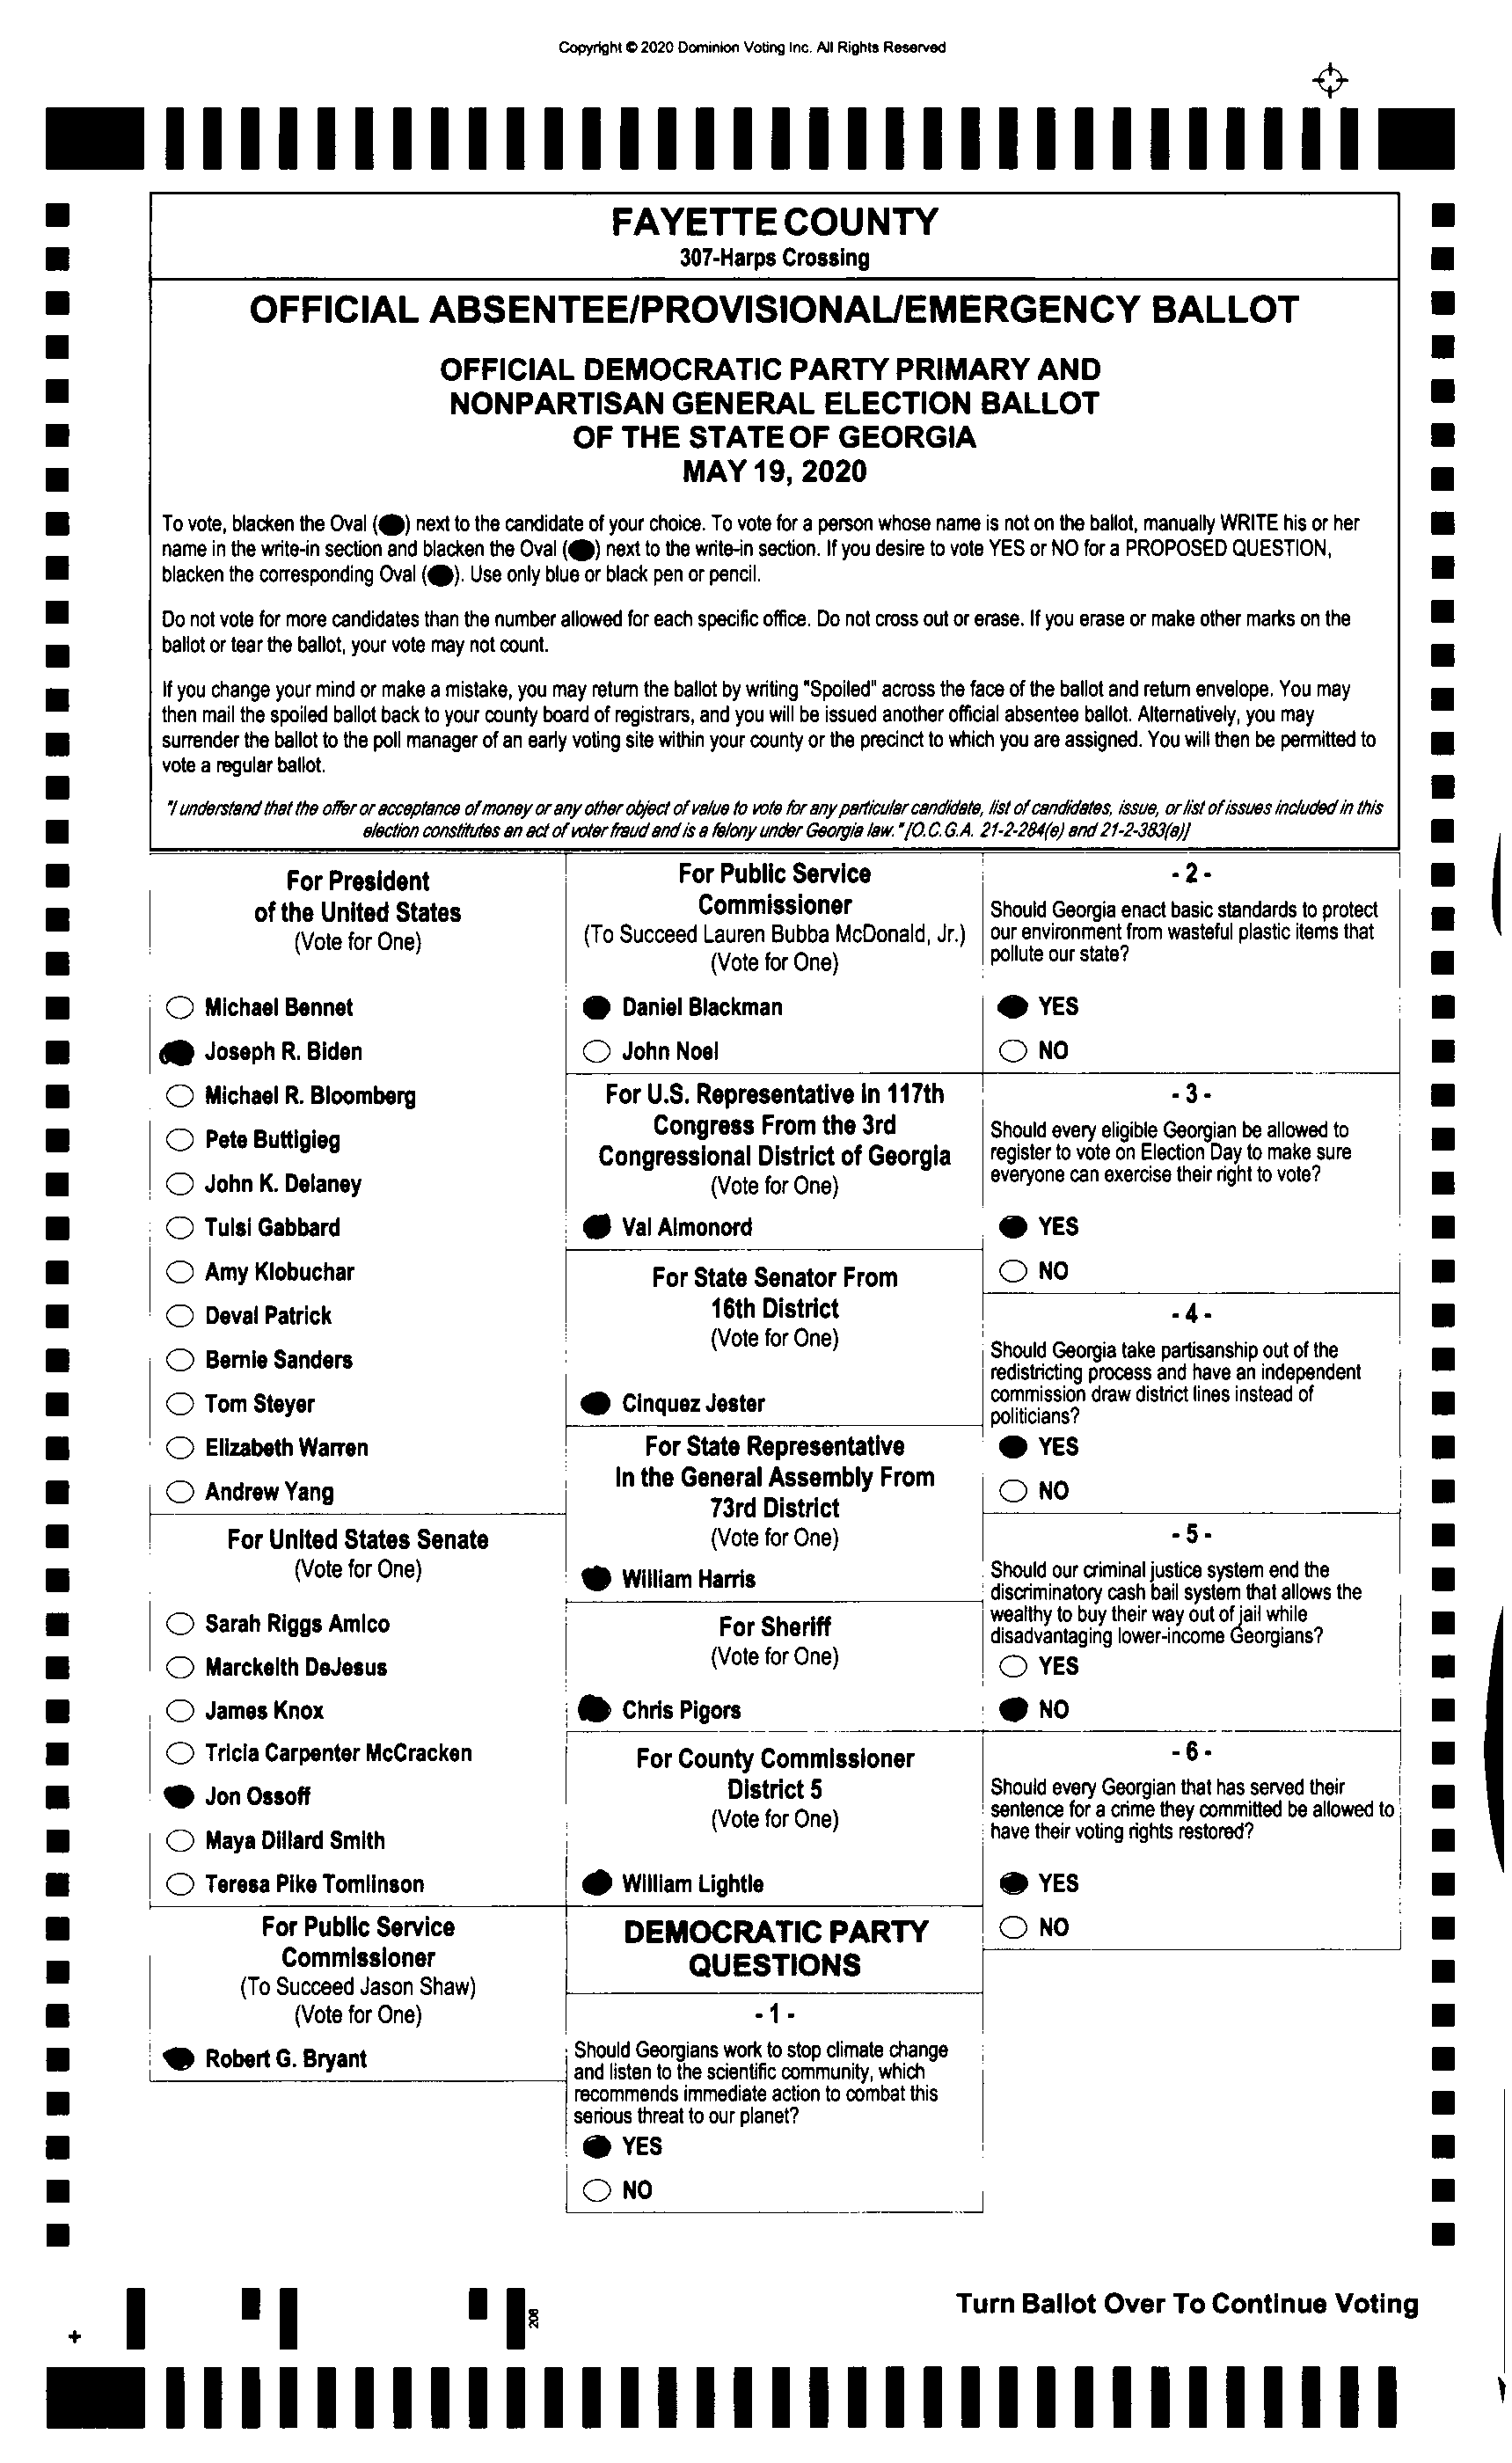 Copyright © 2020 Dominion Voting Inc. All Rights Reserved
FAYETTE COUNTY
307-Harps Crossing
OFFICIAL ABSENTEE/PROVISIONAL/EMERGENCY BALLOT
OFFICIAL DEMOCRATIC PARTY PRIMARY AND
NONPARTISAN GENERAL ELECTION BALLOT
OF THE STATE OF GEORGIA
MAY 19, 2020
To vote, blacken the Oval ( ) next to the candidate of your choice. To vote for a person whose name is not on the ballot, manually WRITE his or her
name in the write-in section and blacken the Oval ( ) next to the write-in section. If you desire to vote YES or NO for a PROPOSED QUESTION,
blacken the corresponding Oval ( ). Use only blue or black pen or pencil.
Do not vote for more candidates than the number allowed for each specific office. Do not cross out or erase. If you erase or make other marks on the
ballot or tear the ballot, your vote may not count.
If you change your mind or make a mistake, you may return the ballot by writing "Spoiled" across the face of the ballot and return envelope. You may
then mail the spoiled ballot back to your county board of registrars, and you will be issued another official absentee ballot. Alternatively, you may
surrender the ballot to the poll manager of an early voting site within your county or the precinct to which you are assigned. You will then be permitted to
vote a regular ballot.
"I understand that the offer or acceptance of money or any other object of value to vote for any particular candidate, list of candidates, issue, or list of issues included in this
election constitutes an act of voter fraud and is a felony under Georgia law." [O.C.G.A. 21-2-284(e) and 21-2-383(a)]
For President
of the United States
(Vote for One)
Michael Bennet
Joseph R. Biden
Michael R. Bloomberg
Pete Buttigieg
John K. Delaney
Tulsi Gabbard
Amy Klobuchar
Deval Patrick
Bernie Sanders
Tom Steyer
Elizabeth Warren
Andrew Yang
For United States Senate
(Vote for One)
Sarah Riggs Amico
Marckeith DeJesus
James Knox
Tricia Carpenter McCracken
Jon Ossoff
Maya Dillard Smith
Teresa Pike Tomlinson
For Public Service
Commissioner
(To Succeed Jason Shaw)
(Vote for One)
Robert G. Bryant
For Public Service
Commissioner
(To Succeed Lauren Bubba McDonald, Jr.)
(Vote for One)
Daniel Blackman
John Noel
For U.S. Representative in 117th
Congress From the 3rd
Congressional District of Georgia
(Vote for One)
Val Almonord
For State Senator From
16th District
(Vote for One)
Cinquez Jester
For State Representative
In the General Assembly From
73rd District
(Vote for One)
William Harris
For Sheriff
(Vote for One)
Chris Pigors
For County Commissioner
District 5
(Vote for One)
William Lightle
DEMOCRATIC PARTY
QUESTIONS
- 1 -
Should Georgians work to stop climate change
and listen to the scientific community, which
recommends immediate action to combat this
serious threat to our planet?
YES
NO
- 2 -
Should Georgia enact basic standards to protect
our environment from wasteful plastic items that
pollute our state?
YES
NO
- 3 -
Should every eligible Georgian be allowed to
register to vote on Election Day to make sure
everyone can exercise their right to vote?
YES
NO
- 4 -
Should Georgia take partisanship out of the
redistricting process and have an independent
commission draw district lines instead of
politicians?
YES
NO
- 5 -
Should our criminal justice system end the
discriminatory cash bail system that allows the
wealthy to buy their way out of jail while
disadvantaging lower-income Georgians?
YES
NO
- 6 -
Should every Georgian that has served their
sentence for a crime they committed be allowed to
have their voting rights restored?
YES
NO
Turn Ballot Over To Continue Voting
208